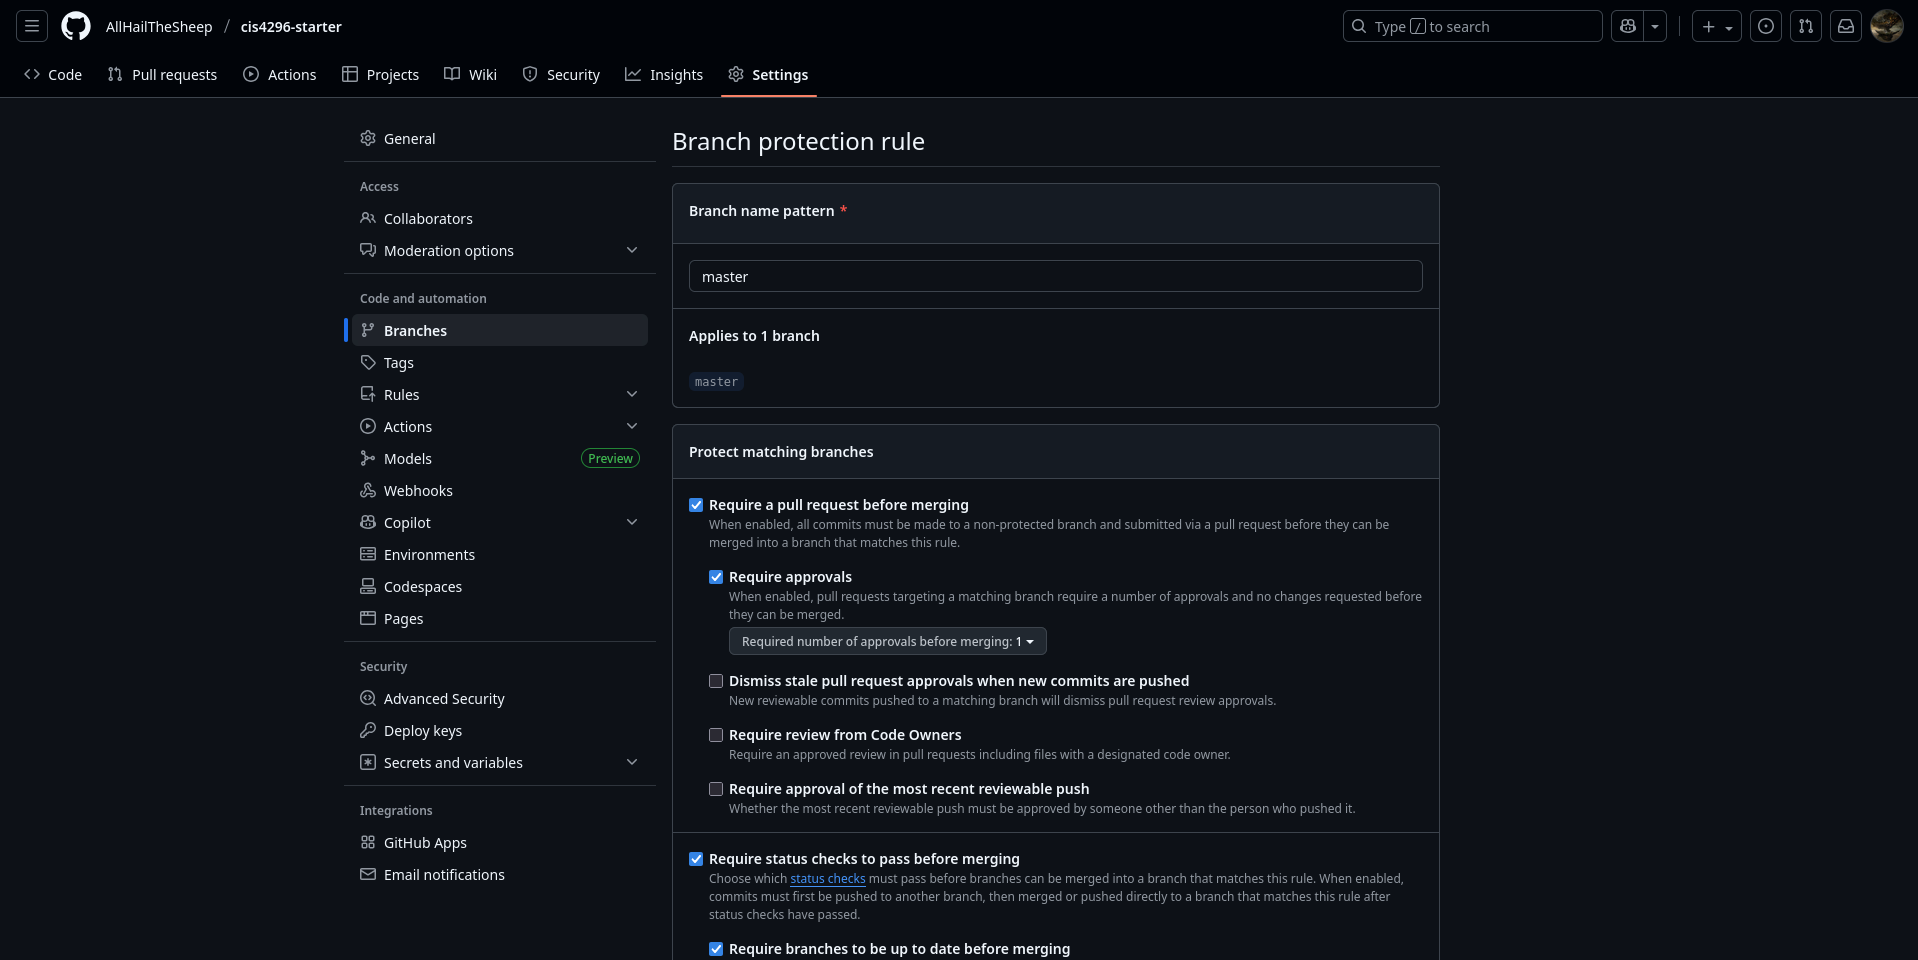 AllHailTheSheep / cis4296-starter
Type / to search
Code Pull requests Actions Projects Wiki Security Insights Settings
General
Access
Collaborators
Moderation options
Code and automation
Branches
Tags
Rules
Actions
Models Preview
Webhooks
Copilot
Environments
Codespaces
Pages
Security
Advanced Security
Deploy keys
Secrets and variables
Integrations
GitHub Apps
Email notifications
Branch protection rule
Branch name pattern *
master
Applies to 1 branch
master
Protect matching branches
Require a pull request before merging
When enabled, all commits must be made to a non-protected branch and submitted via a pull request before they can be
merged into a branch that matches this rule.
Require approvals
When enabled, pull requests targeting a matching branch require a number of approvals and no changes requested before
they can be merged.
Required number of approvals before merging: 1
Dismiss stale pull request approvals when new commits are pushed
New reviewable commits pushed to a matching branch will dismiss pull request review approvals.
Require review from Code Owners
Require an approved review in pull requests including files with a designated code owner.
Require approval of the most recent reviewable push
Whether the most recent reviewable push must be approved by someone other than the person who pushed it.
Require status checks to pass before merging
Choose which status checks must pass before branches can be merged into a branch that matches this rule. When enabled,
commits must first be pushed to another branch, then merged or pushed directly to a branch that matches this rule after
status checks have passed.
Require branches to be up to date before merging